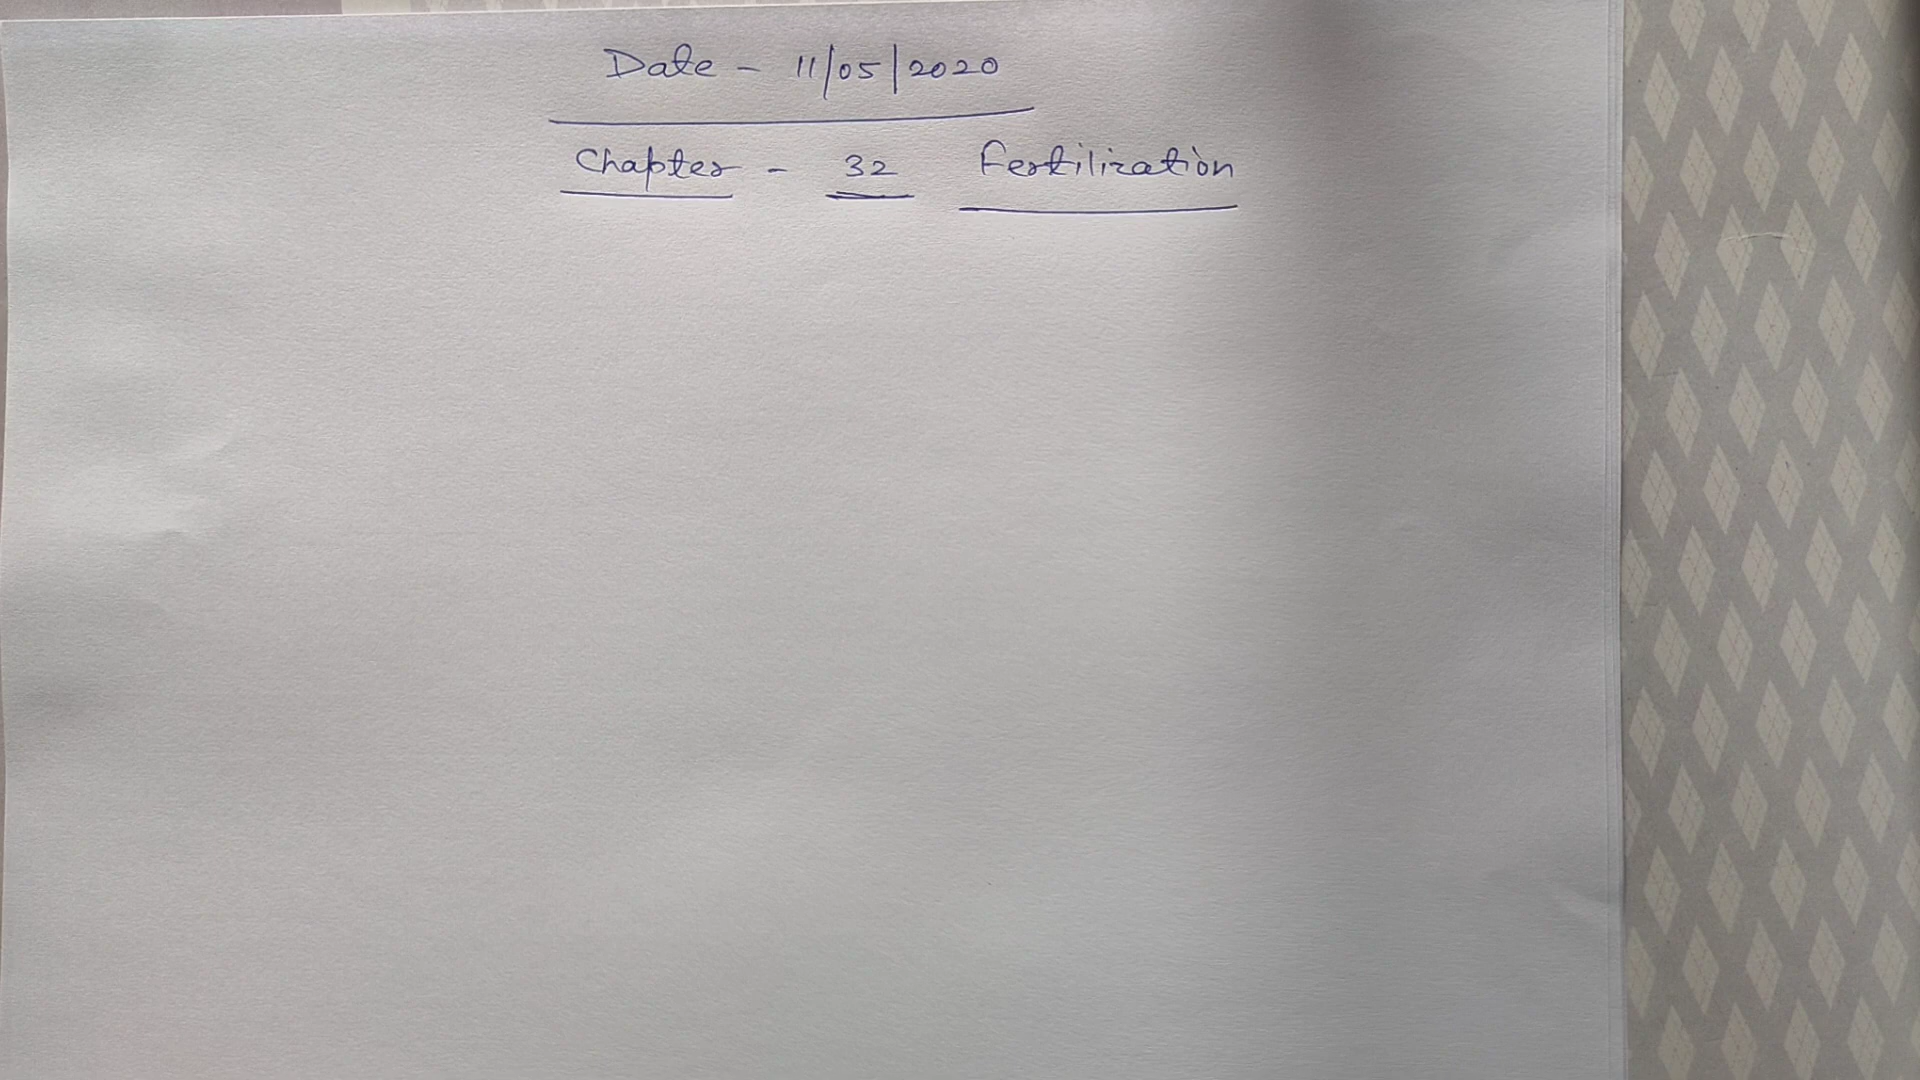 Date - 11/05/2020
Chapter - 32 Fertilization